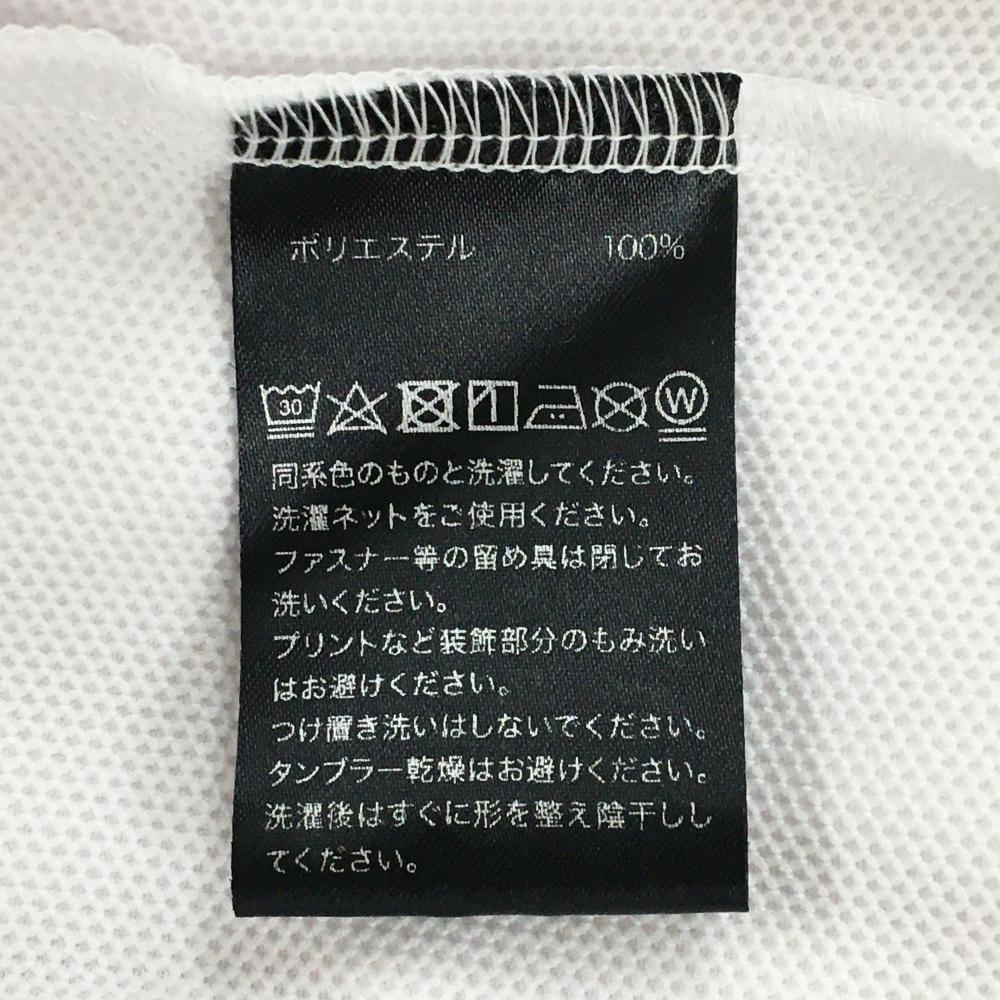 ポリエステル 100%
30 W
同系色のものと洗濯してください。
洗濯ネットをご使用ください。
ファスナー等の留め具は閉じてお
洗いください。
プリントなど装飾部分のもみ洗い
はお避けください。
つけ置き洗いはしないでください。
タンブラー乾燥はお避けください。
洗濯後はすぐに形を整え陰干しし
てください。